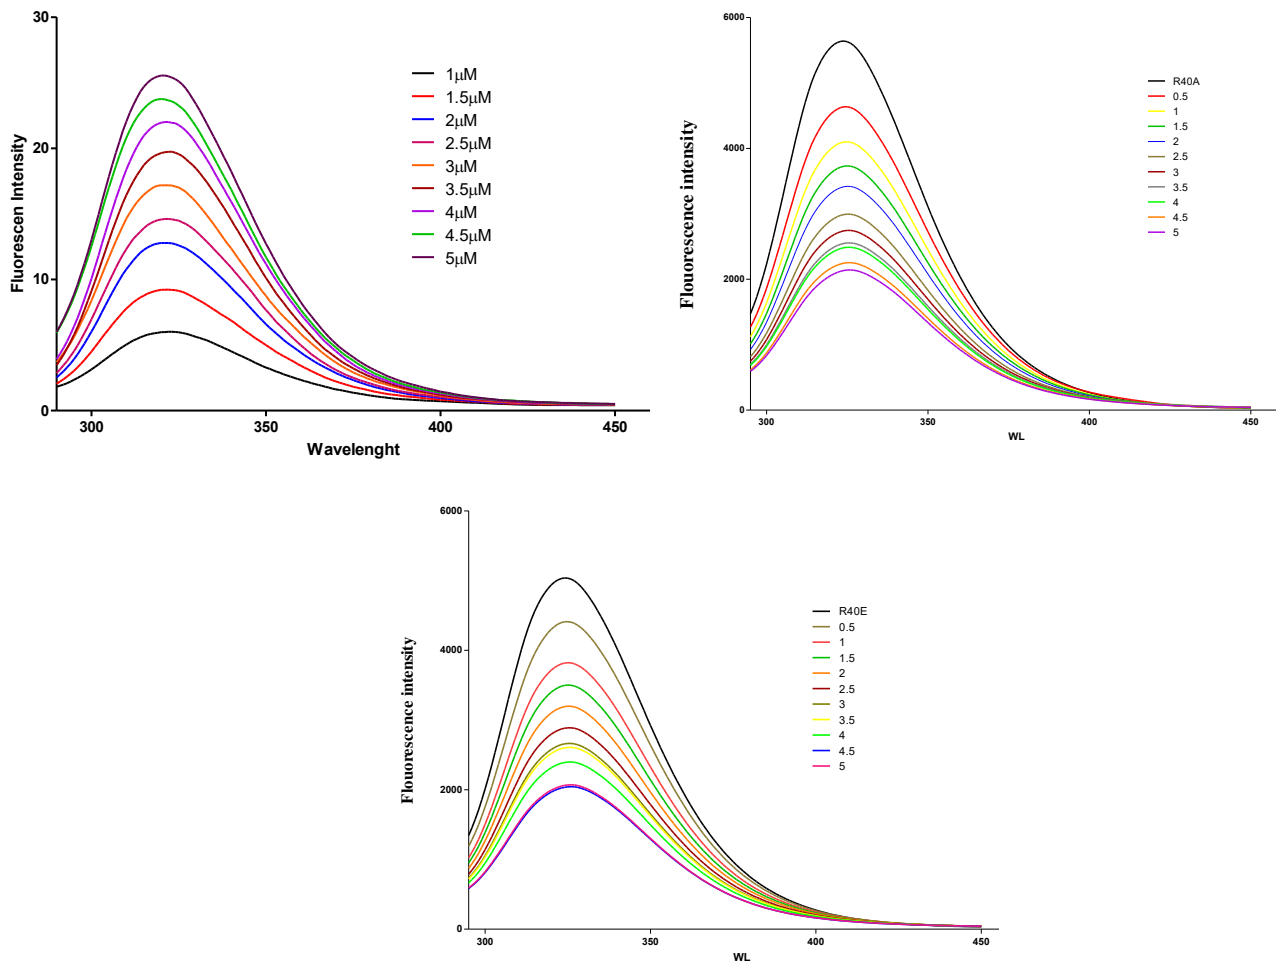 30
20
10
0
Fluorescen Intensity
300
350
400
450
Wavelenght
1μM
1.5μM
2μM
2.5μM
3μM
3.5μM
4μM
4.5μM
5μM
6000
4000
2000
0
Flouorescence intensity
300
350
400
450
WL
R40A
0.5
1
1.5
2
2.5
3
3.5
4
4.5
5
6000
4000
2000
0
Flouorescence intensity
300
350
400
450
WL
R40E
0.5
1
1.5
2
2.5
3
3.5
4
4.5
5